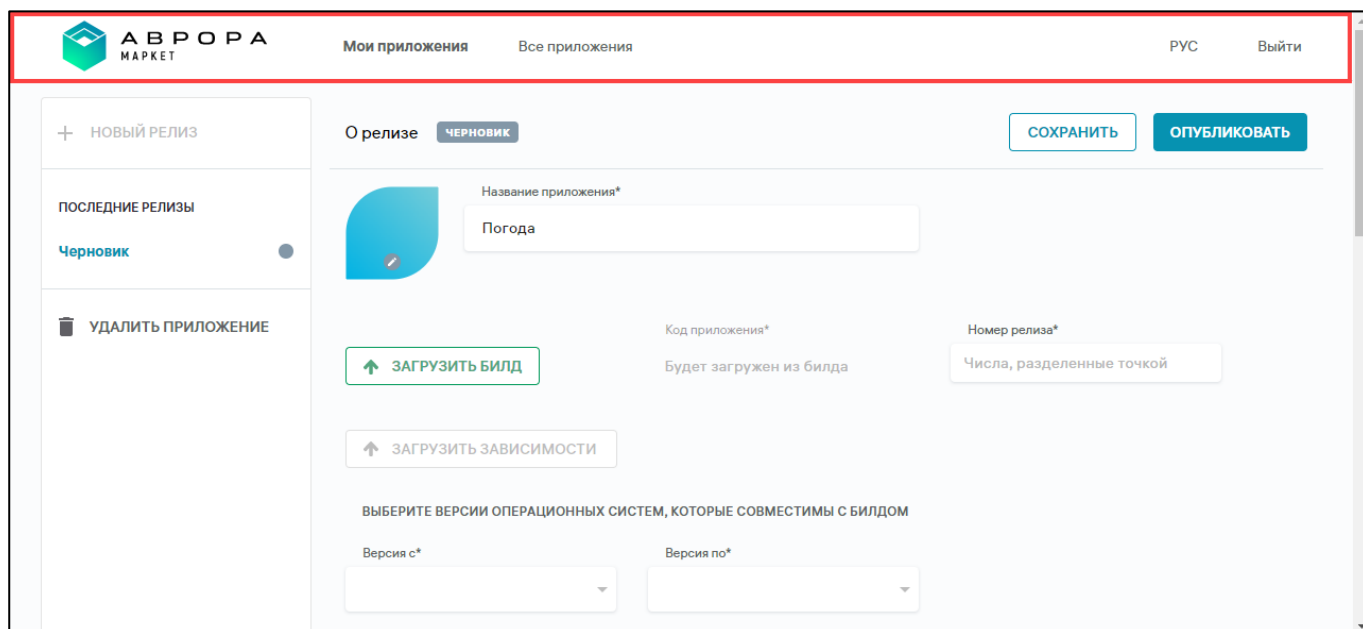 АВРОРА
МАРКЕТ
Мои приложения
Все приложения
РУС
Выйти
НОВЫЙ РЕЛИЗ
ПОСЛЕДНИЕ РЕЛИЗЫ
Черновик
УДАЛИТЬ ПРИЛОЖЕНИЕ
О релизе
ЧЕРНОВИК
СОХРАНИТЬ
ОПУБЛИКОВАТЬ
Название приложения*
Погода
ЗАГРУЗИТЬ БИЛД
Код приложения*
Будет загружен из билда
Номер релиза*
Числа, разделенные точкой
ЗАГРУЗИТЬ ЗАВИСИМОСТИ
ВЫБЕРИТЕ ВЕРСИИ ОПЕРАЦИОННЫХ СИСТЕМ, КОТОРЫЕ СОВМЕСТИМЫ С БИЛДОМ
Версия с*
Версия по*